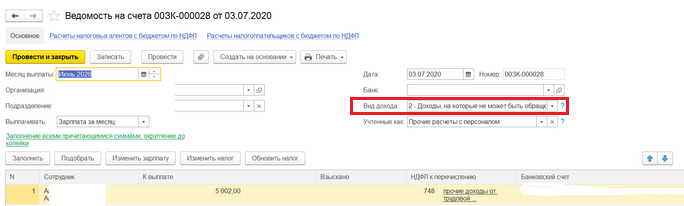 Ведомость на счета 003К-000028 от 03.07.2020
Основное Расчеты налоговых агентов с бюджетом по НДФЛ Расчеты налогоплательщиков с бюджетом по НДФЛ
Провести и закрыть Записать Провести Создать на основании Печать
Месяц выплаты: Июнь 2020 Дата: 03.07.2020 Номер: 003К-000028
Организация: Банк:
Подразделение: Вид дохода: 2 - Доходы, на которые не может быть обраще ?
Выплачивать: Зарплата за месяц Учтенные как: Прочие расчеты с персоналом ?
Заполнение всеми причитающимися суммами, округление до
копейки
Заполнить Подобрать Изменить зарплату Изменить налог Обновить налог
N Сотрудник К выплате Взыскано НДФЛ к перечислению Банковский счет
1 5 002,00 748 прочие доходы от
трудовой ...